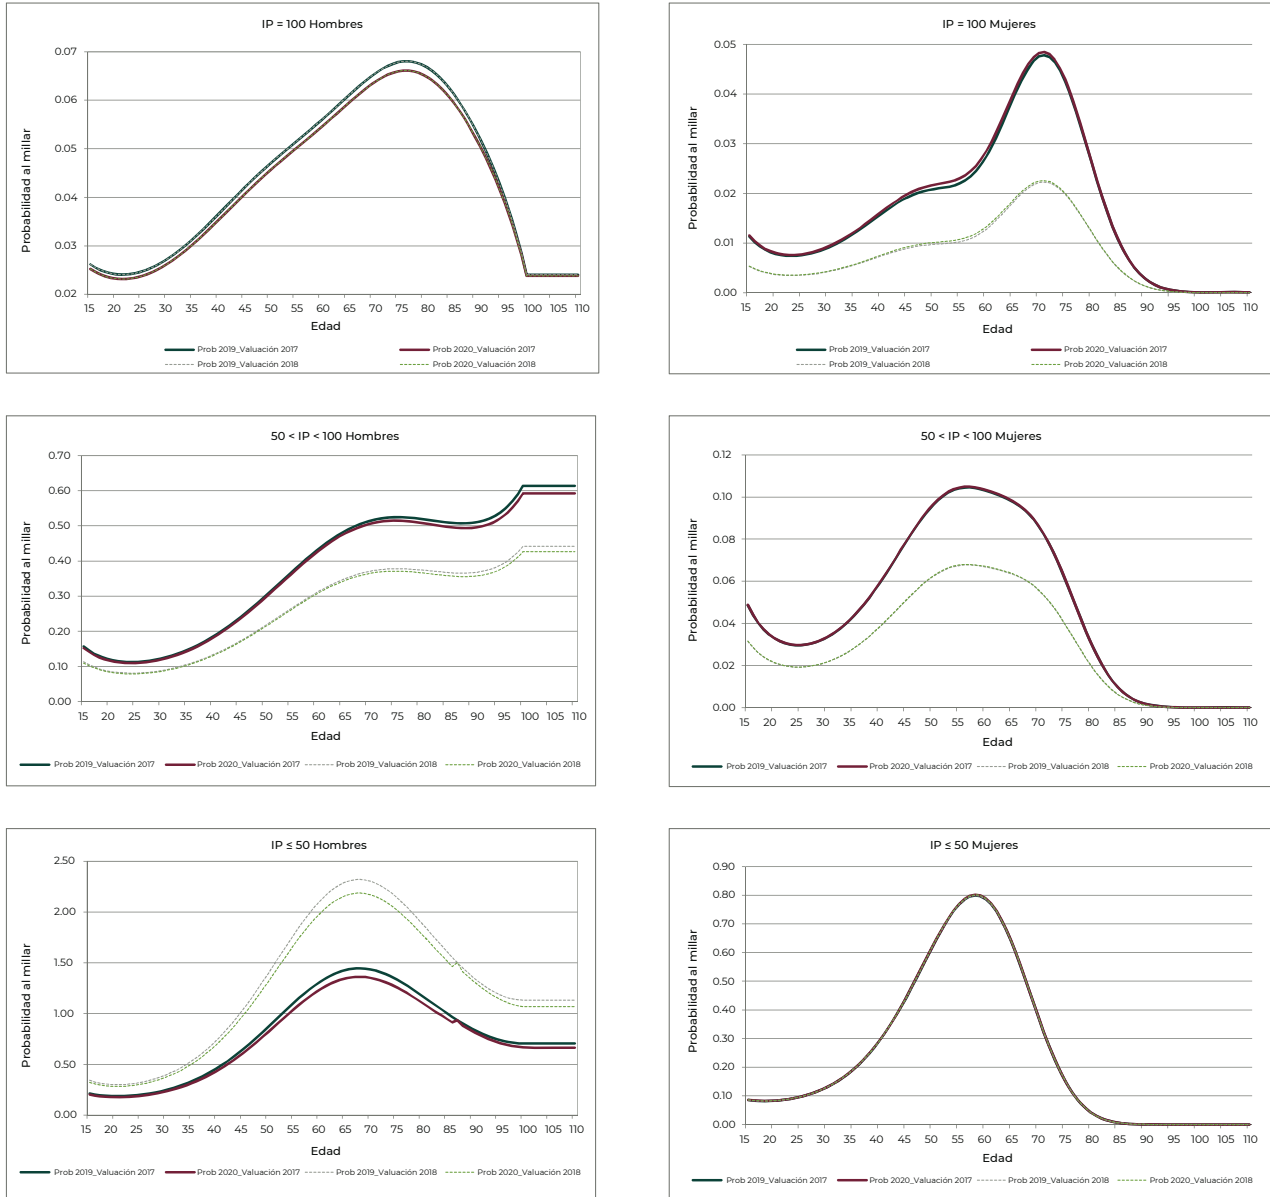 IP = 100 Hombres
0.07
0.06
0.05
0.04
0.03
0.02
Probabilidad al millar
15 20 25 30 35 40 45 50 55 60 65 70 75 80 85 90 95 100 105 110
Edad
Prob 2019_Valuación 2017 Prob 2020_Valuación 2017
Prob 2019_Valuación 2018 Prob 2020_Valuación 2018
IP = 100 Mujeres
0.05
0.04
0.03
0.02
0.01
0.00
Probabilidad al millar
15 20 25 30 35 40 45 50 55 60 65 70 75 80 85 90 95 100 105 110
Edad
Prob 2019_Valuación 2017 Prob 2020_Valuación 2017
Prob 2019_Valuación 2018 Prob 2020_Valuación 2018
50 < IP < 100 Hombres
0.70
0.60
0.50
0.40
0.30
0.20
0.10
0.00
Probabilidad al millar
15 20 25 30 35 40 45 50 55 60 65 70 75 80 85 90 95 100 105 110
Edad
Prob 2019_Valuación 2017 Prob 2020_Valuación 2017 Prob 2019_Valuación 2018 Prob 2020_Valuación 2018
50 < IP < 100 Mujeres
0.12
0.10
0.08
0.06
0.04
0.02
0.00
Probabilidad al millar
15 20 25 30 35 40 45 50 55 60 65 70 75 80 85 90 95 100 105 110
Edad
Prob 2019_Valuación 2017 Prob 2020_Valuación 2017 Prob 2019_Valuación 2018 Prob 2020_Valuación 2018
IP ≤ 50 Hombres
2.50
2.00
1.50
1.00
0.50
0.00
Probabilidad al millar
15 20 25 30 35 40 45 50 55 60 65 70 75 80 85 90 95 100 105 110
Edad
Prob 2019_Valuación 2017 Prob 2020_Valuación 2017 Prob 2019_Valuación 2018 Prob 2020_Valuación 2018
IP ≤ 50 Mujeres
0.90
0.80
0.70
0.60
0.50
0.40
0.30
0.20
0.10
0.00
Probabilidad al millar
15 20 25 30 35 40 45 50 55 60 65 70 75 80 85 90 95 100 105 110
Edad
Prob 2019_Valuación 2017 Prob 2020_Valuación 2017 Prob 2019_Valuación 2018 Prob 2020_Valuación 2018